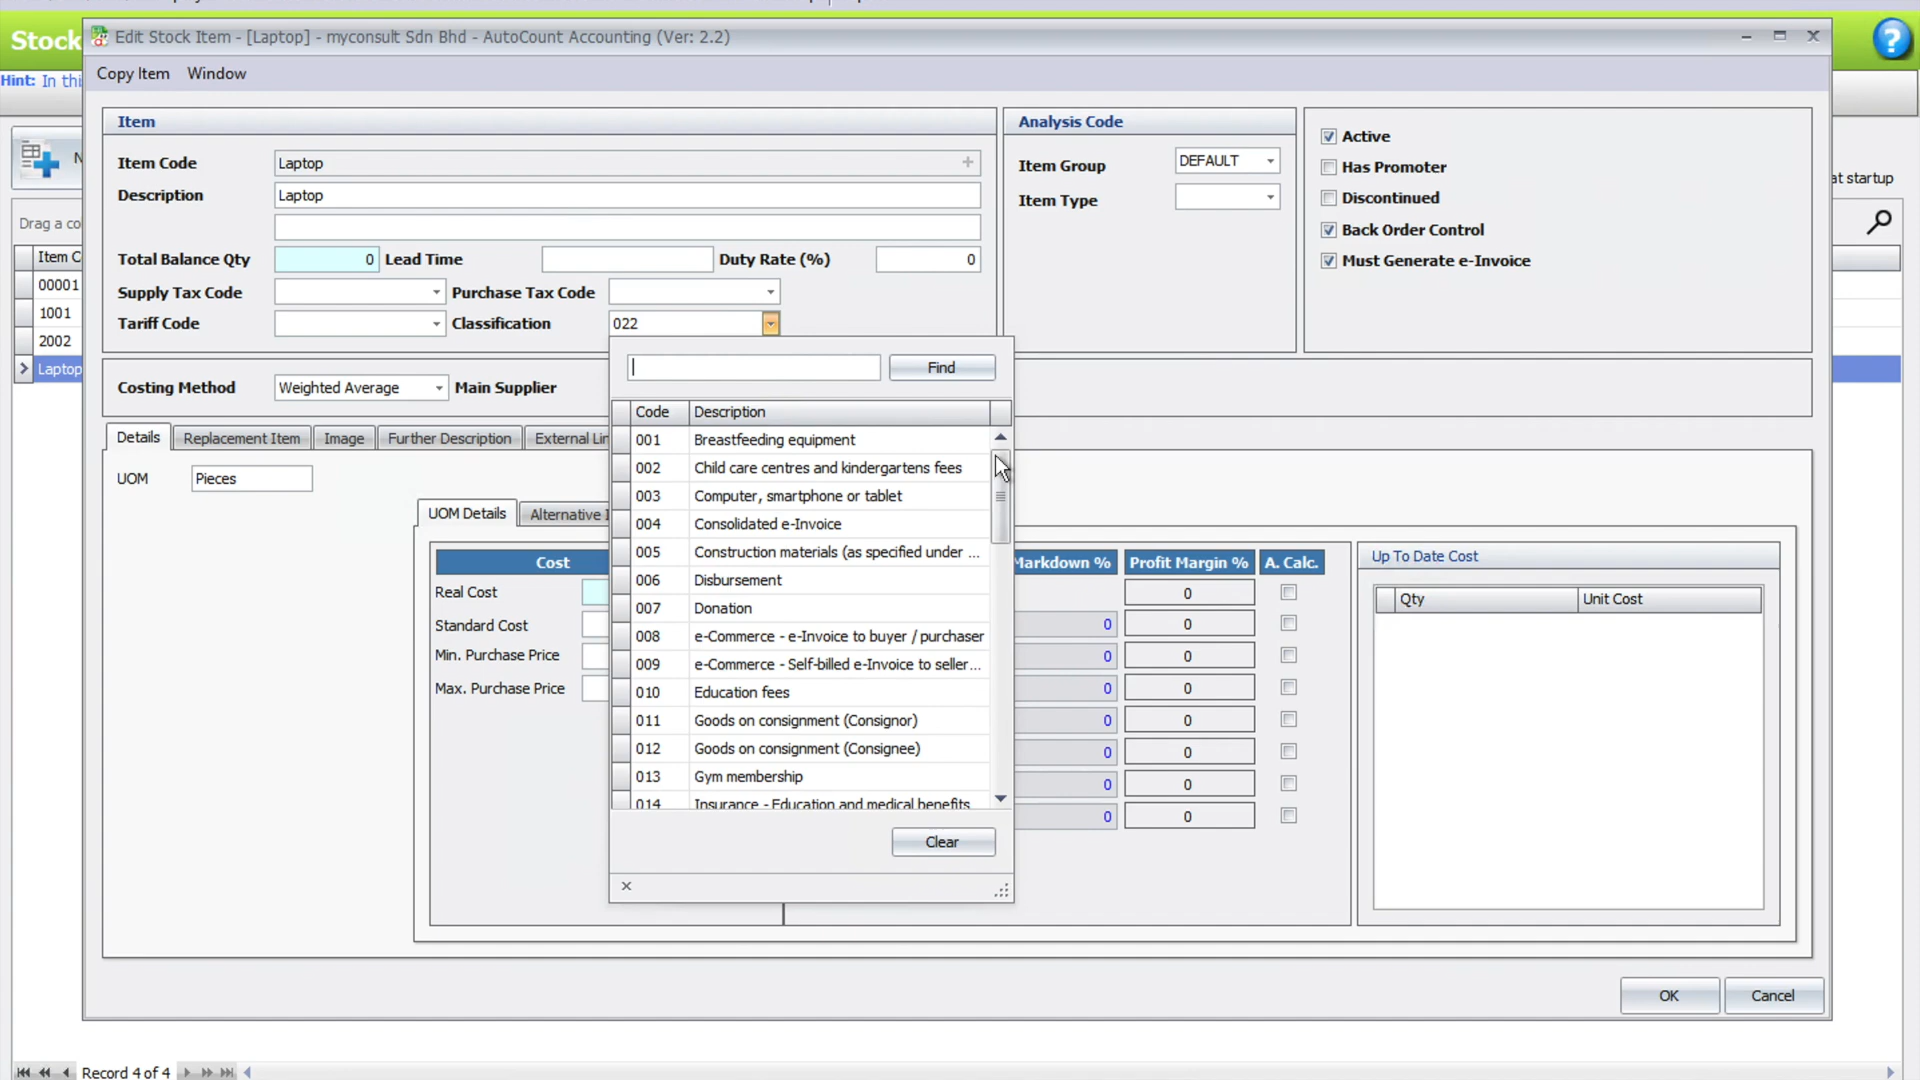 Stock
Edit Stock Item - [Laptop] - myconsult Sdn Bhd - AutoCount Accounting (Ver: 2.2)
?
Hint: In thi
Copy Item Window
Item
Analysis Code
Active
Item Code Laptop
Item Group DEFAULT
Has Promoter
N
at startup
Description Laptop
Item Type
Discontinued
Drag a co
Back Order Control
Item C
Total Balance Qty 0 Lead Time Duty Rate (%) 0
Must Generate e-Invoice
00001
Supply Tax Code Purchase Tax Code
1001
Tariff Code Classification 022
2002
Laptop
Find
Costing Method Weighted Average Main Supplier
Code Description
Details Replacement Item Image Further Description External Lin
001 Breastfeeding equipment
002 Child care centres and kindergartens fees
UOM Pieces
003 Computer, smartphone or tablet
UOM Details Alternative I
004 Consolidated e-Invoice
005 Construction materials (as specified under ...
Cost
Markdown % Profit Margin % A. Calc.
Up To Date Cost
006 Disbursement
Real Cost
0
Qty Unit Cost
007 Donation
Standard Cost
0 0
008 e-Commerce - e-Invoice to buyer / purchaser
Min. Purchase Price
0 0
009 e-Commerce - Self-billed e-Invoice to seller...
Max. Purchase Price
0 0
010 Education fees
011 Goods on consignment (Consignor)
0 0
012 Goods on consignment (Consignee)
0 0
013 Gym membership
0 0
014 Insurance - Education and medical benefits
0 0
Clear
OK Cancel
Record 4 of 4